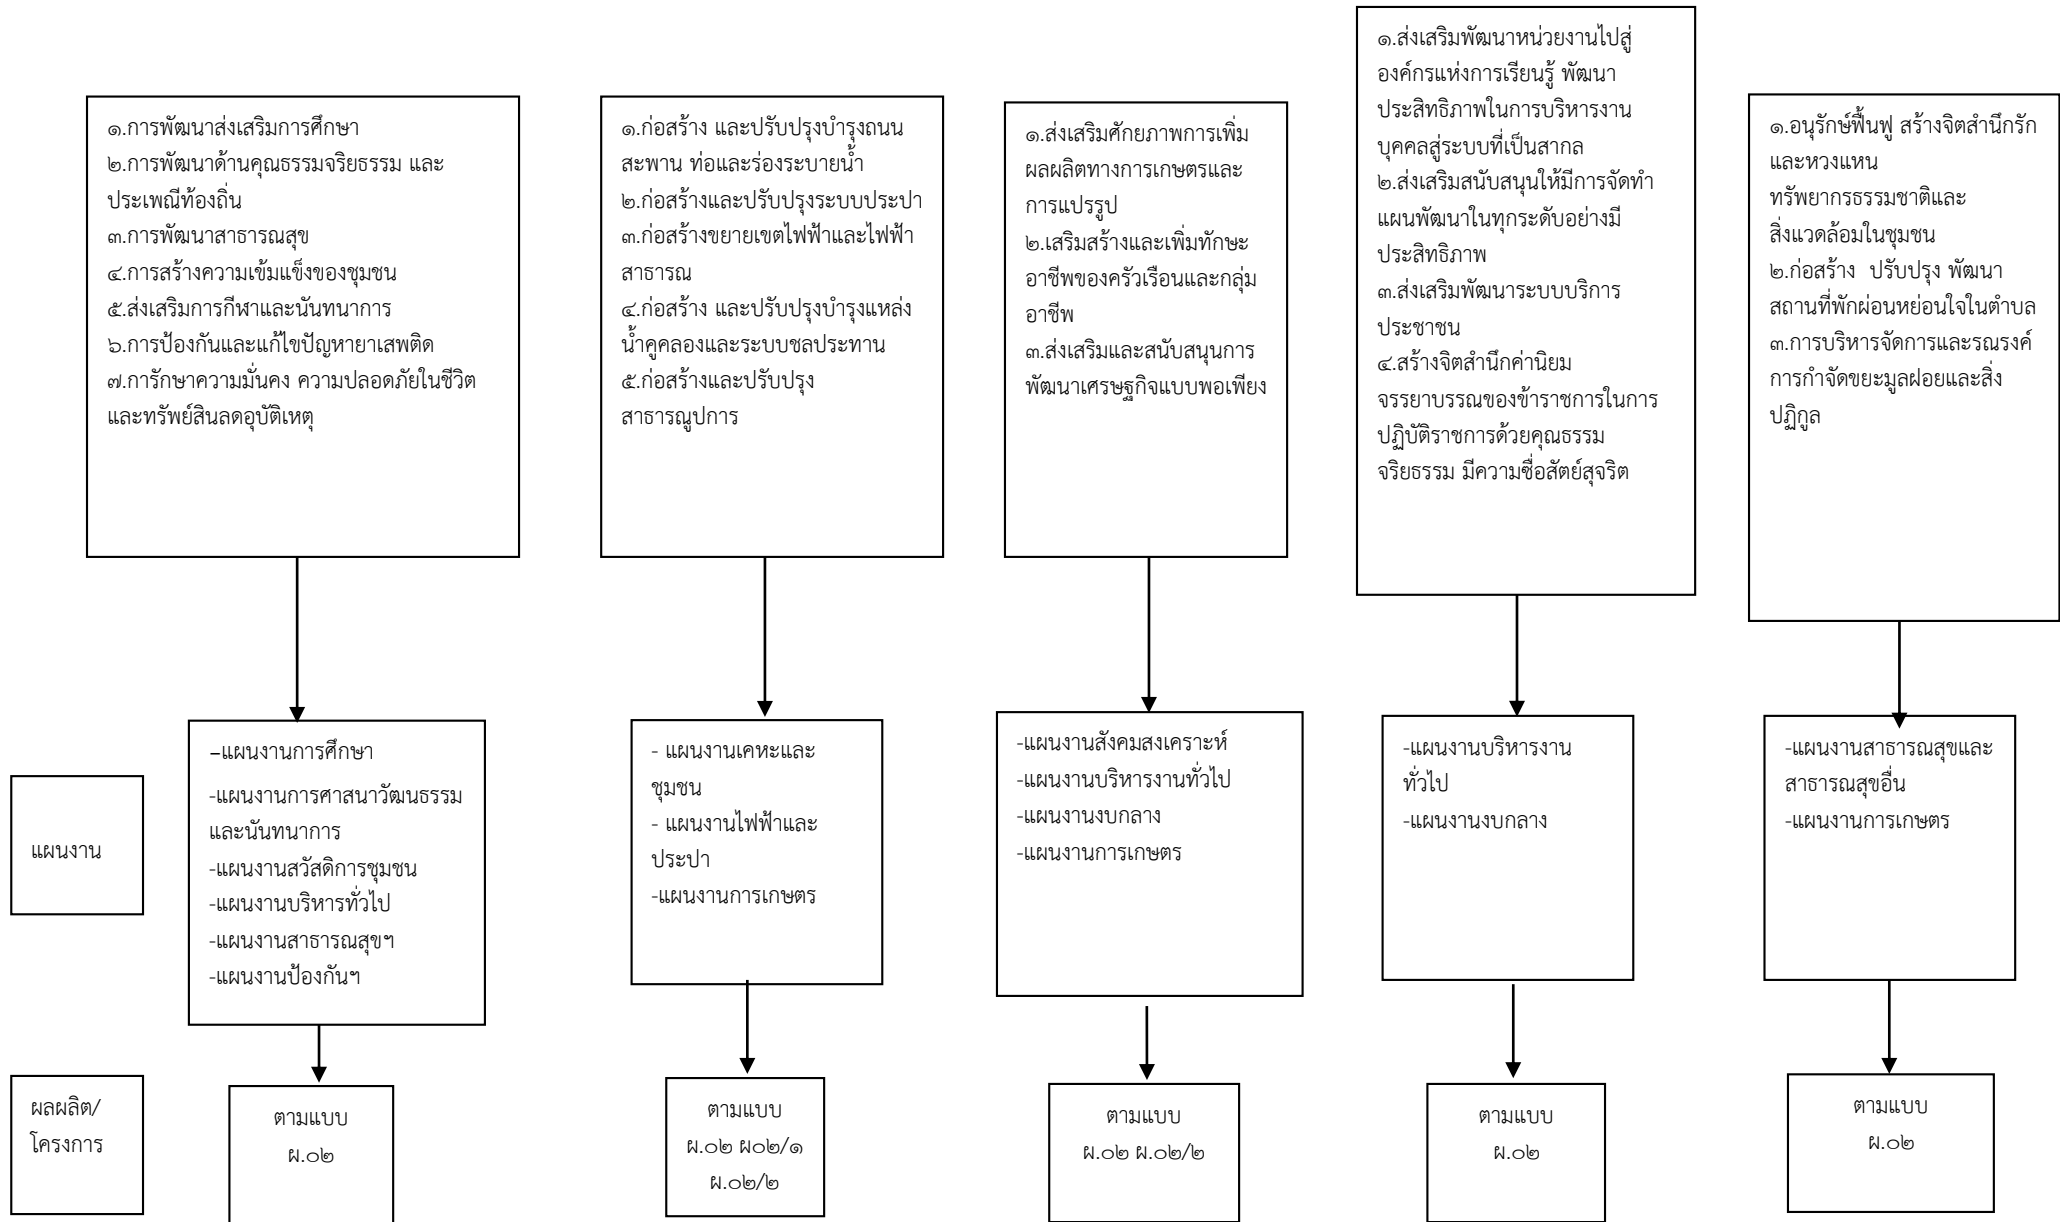 ๑.การพัฒนาส่งเสริมการศึกษา
๒.การพัฒนาด้านคุณธรรมจริยธรรม และ
ประเพณีท้องถิ่น
๓.การพัฒนาสาธารณสุข
๔.การสร้างความเข้มแข็งของชุมชน
๕.ส่งเสริมการกีฬาและนันทนาการ
๖.การป้องกันและแก้ไขปัญหายาเสพติด
๗.การักษาความมั่นคง ความปลอดภัยในชีวิต
และทรัพย์สินลดอุบัติเหตุ
๑.ก่อสร้าง และปรับปรุงบำรุงถนน
สะพาน ท่อและร่องระบายน้ำ
๒.ก่อสร้างและปรับปรุงระบบประปา
๓.ก่อสร้างขยายเขตไฟฟ้าและไฟฟ้า
สาธารณ
๔.ก่อสร้าง และปรับปรุงบำรุงแหล่ง
น้ำคูคลองและระบบชลประทาน
๕.ก่อสร้างและปรับปรุง
สาธารณูปการ
๑.ส่งเสริมศักยภาพการเพิ่ม
ผลผลิตทางการเกษตรและ
การแปรรูป
๒.เสริมสร้างและเพิ่มทักษะ
อาชีพของครัวเรือนและกลุ่ม
อาชีพ
๓.ส่งเสริมและสนับสนุนการ
พัฒนาเศรษฐกิจแบบพอเพียง
๑.ส่งเสริมพัฒนาหน่วยงานไปสู่
องค์กรแห่งการเรียนรู้ พัฒนา
ประสิทธิภาพในการบริหารงาน
บุคคลสู่ระบบที่เป็นสากล
๒.ส่งเสริมสนับสนุนให้มีการจัดทำ
แผนพัฒนาในทุกระดับอย่างมี
ประสิทธิภาพ
๓.ส่งเสริมพัฒนาระบบบริการ
ประชาชน
๔.สร้างจิตสำนึกค่านิยม
จรรยาบรรณของข้าราชการในการ
ปฏิบัติราชการด้วยคุณธรรม
จริยธรรม มีความซื่อสัตย์สุจริต
๑.อนุรักษ์ฟื้นฟู สร้างจิตสำนึกรัก
และหวงแหน
ทรัพยากรธรรมชาติและ
สิ่งแวดล้อมในชุมชน
๒.ก่อสร้าง ปรับปรุง พัฒนา
สถานที่พักผ่อนหย่อนใจในตำบล
๓.การบริหารจัดการและรณรงค์
การกำจัดขยะมูลฝอยและสิ่ง
ปฏิกูล
แผนงาน
–แผนงานการศึกษา
-แผนงานการศาสนาวัฒนธรรม
และนันทนาการ
-แผนงานสวัสดิการชุมชน
-แผนงานบริหารทั่วไป
-แผนงานสาธารณสุขฯ
-แผนงานป้องกันฯ
- แผนงานเคหะและ
ชุมชน
- แผนงานไฟฟ้าและ
ประปา
-แผนงานการเกษตร
-แผนงานสังคมสงเคราะห์
-แผนงานบริหารงานทั่วไป
-แผนงานงบกลาง
-แผนงานการเกษตร
-แผนงานบริหารงาน
ทั่วไป
-แผนงานงบกลาง
-แผนงานสาธารณสุขและ
สาธารณสุขอื่น
-แผนงานการเกษตร
ผลผลิต/
โครงการ
ตามแบบ
ผ.๐๒
ตามแบบ
ผ.๐๒ ผ๐๒/๑
ผ.๐๒/๒
ตามแบบ
ผ.๐๒ ผ.๐๒/๒
ตามแบบ
ผ.๐๒
ตามแบบ
ผ.๐๒